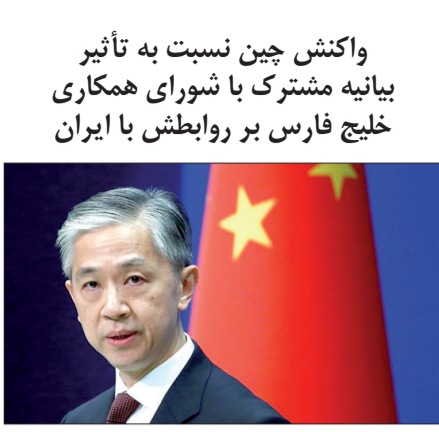 واکنش چین نسبت به تأثیر
بیانیه مشترک با شورای همکاری
خلیج فارس بر روابطش با ایران